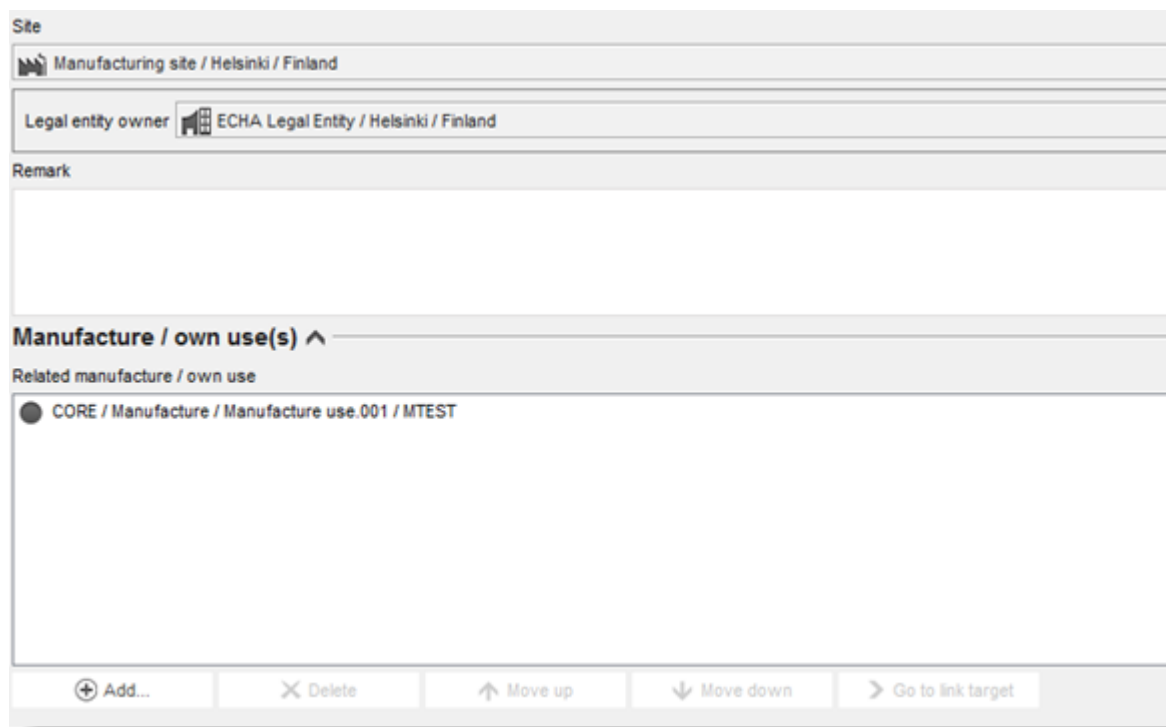 Site
Manufacturing site / Helsinki / Finland
Legal entity owner ECHA Legal Entity / Helsinki / Finland
Remark
Manufacture / own use(s)
Related manufacture / own use
CORE / Manufacture / Manufacture use.001 / MTEST
Add... Delete Move up Move down Go to link target